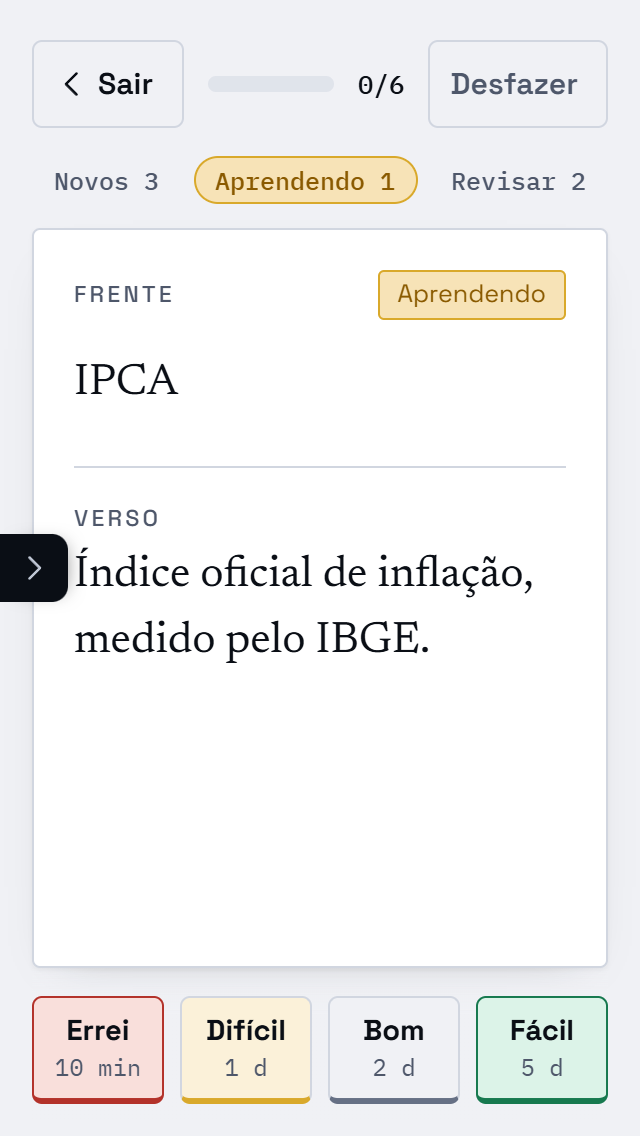 Sair
0/6
Desfazer
Novos 3
Aprendendo 1
Revisar 2
FRENTE
Aprendendo
IPCA
VERSO
Índice oficial de inflação,
medido pelo IBGE.
Errei
10 min
Difícil
1 d
Bom
2 d
Fácil
5 d